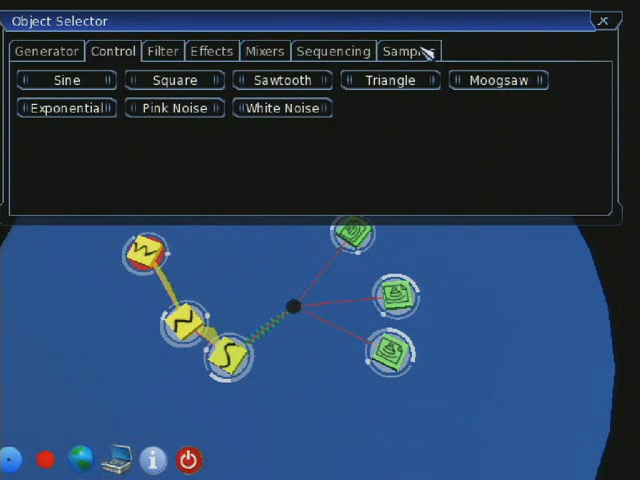 Object Selector
Generator Control Filter Effects Mixers Sequencing
Sine Square Sawtooth Triangle Moogsaw
Exponential Pink Noise White Noise